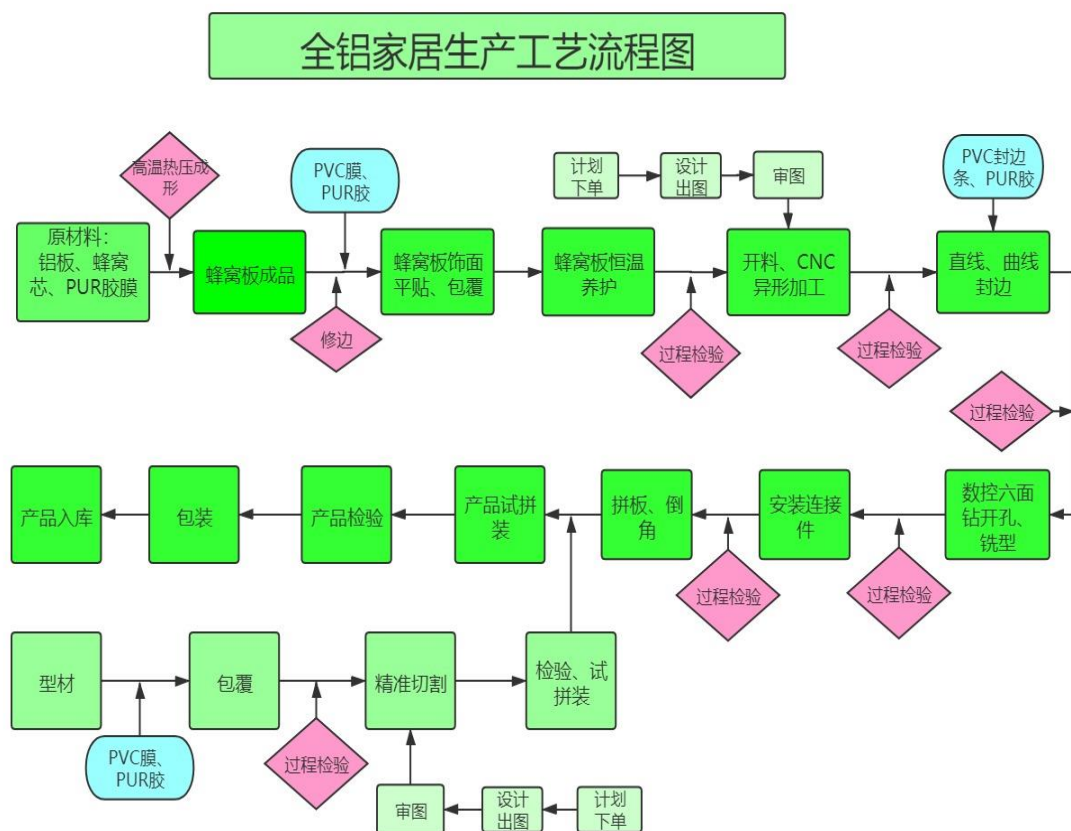 全铝家居生产工艺流程图
高温热压成
形
PVC膜、
PUR胶
计划
下单
设计
出图
审图
PVC封边
条、PUR胶
原材料：
铝板、蜂窝
芯、PUR胶膜
蜂窝板成品
蜂窝板饰面
平贴、包覆
蜂窝板恒温
养护
开料、CNC
异形加工
直线、曲线
封边
修边
过程检验
过程检验
过程检验
产品入库
包装
产品检验
产品试拼
装
拼板、倒
角
安装连接
件
数控六面
钻开孔、
铣型
过程检验
过程检验
型材
包覆
精准切割
检验、试
拼装
PVC膜、
PUR胶
过程检验
审图
设计
出图
计划
下单